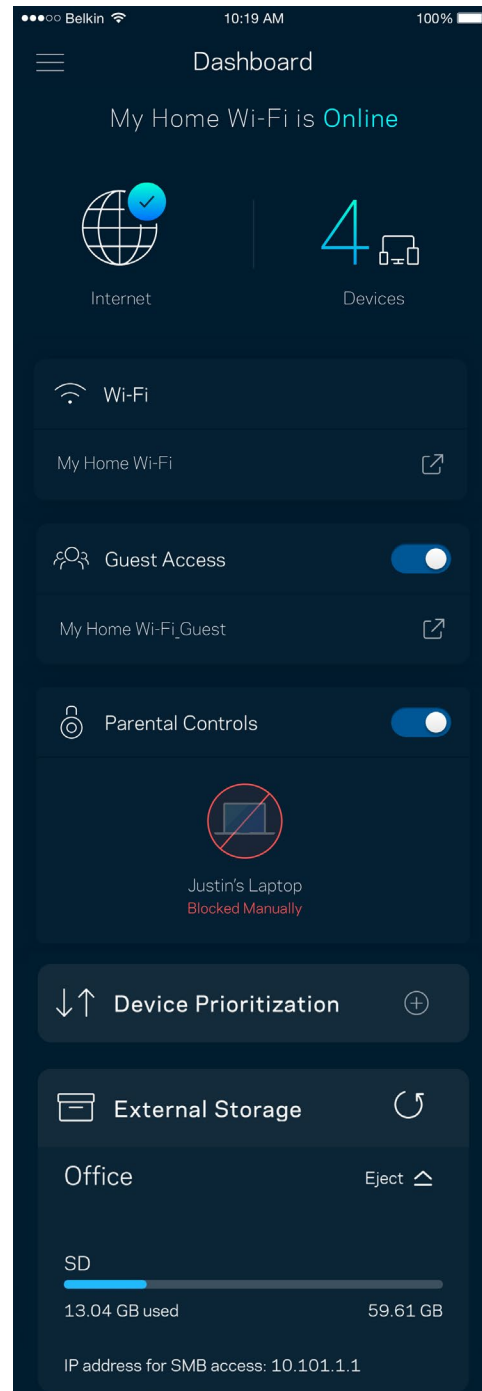 Belkin 10:19 AM 100%
Dashboard
My Home Wi-Fi is Online
4
Internet Devices
Wi-Fi
My Home Wi-Fi
Guest Access
My Home Wi-Fi_Guest
Parental Controls
Justin's Laptop
Blocked Manually
Device Prioritization
External Storage
Office Eject
SD
13.04 GB used 59.61 GB
IP address for SMB access: 10.101.1.1